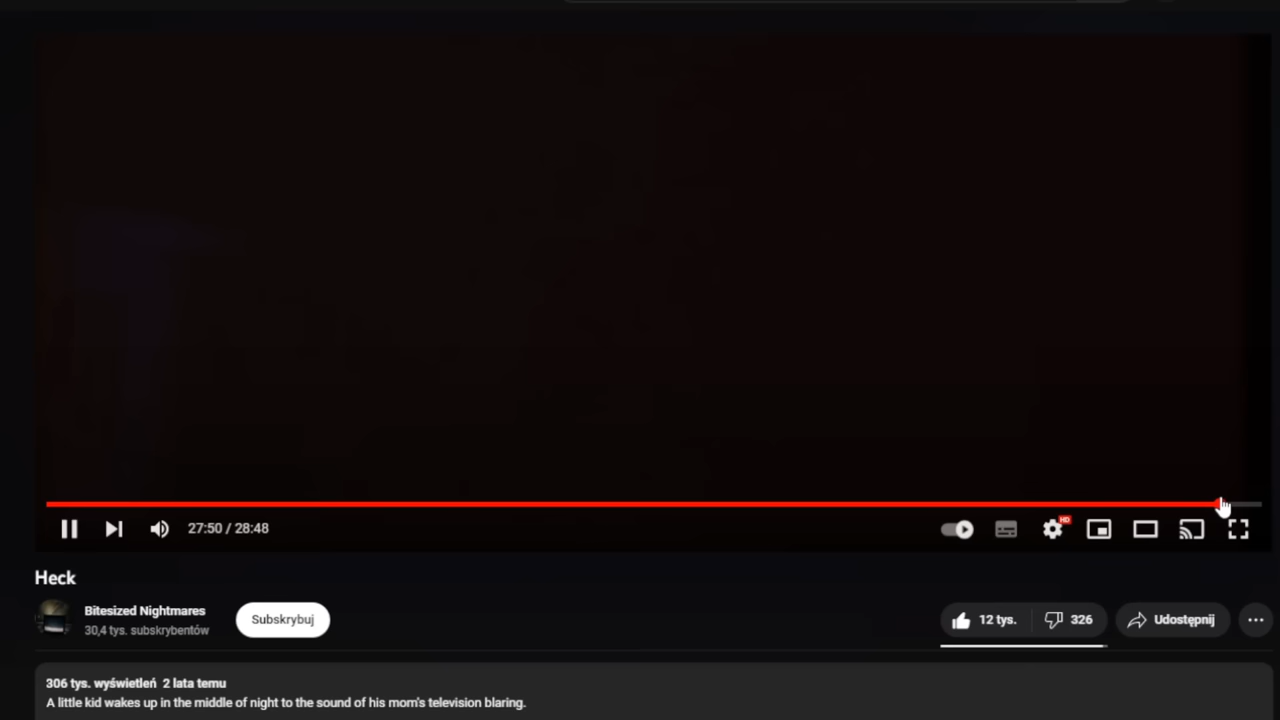 27:50 / 28:48
HD
Heck
Bitesized Nightmares
30,4 tys. subskrybentów
Subskrybuj
12 tys.
326
Udostępnij
306 tys. wyświetleń 2 lata temu
A little kid wakes up in the middle of night to the sound of his mom's television blaring.